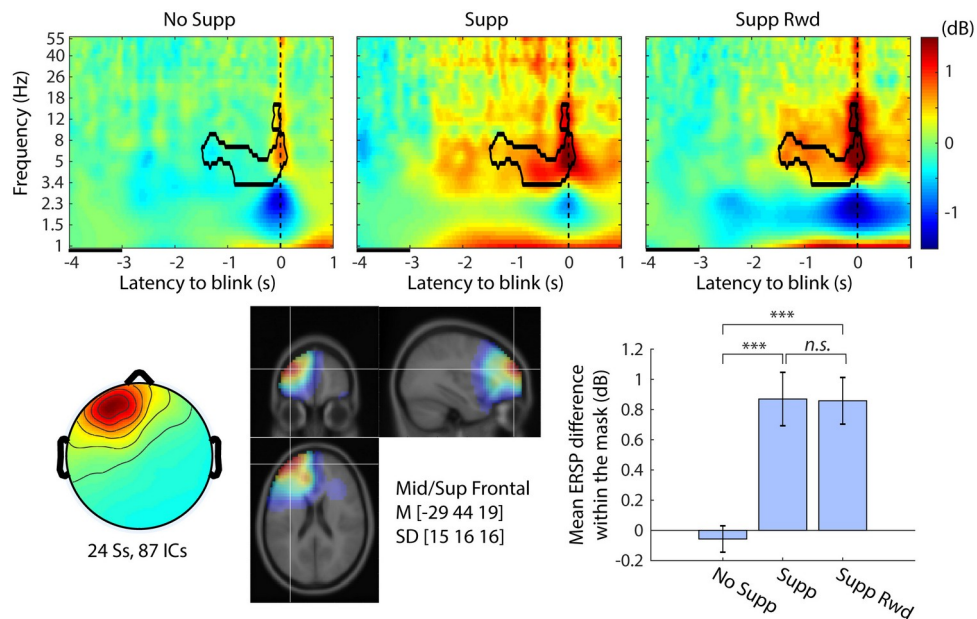 No Supp
Supp
Supp Rwd
(dB)
Frequency (Hz)
55
40
26
18
12
8
5
3.4
2.3
1.5
1
-4 -3 -2 -1 0 1
-4 -3 -2 -1 0 1
-4 -3 -2 -1 0 1
1
0
-1
Latency to blink (s)
Latency to blink (s)
Latency to blink (s)
24 Ss, 87 ICs
Mid/Sup Frontal
M [-29 44 19]
SD [15 16 16]
Mean ERSP difference
within the mask (dB)
1.2
1
0.8
0.6
0.4
0.2
0
-0.2
***
***
n.s.
No Supp
Supp
Supp Rwd